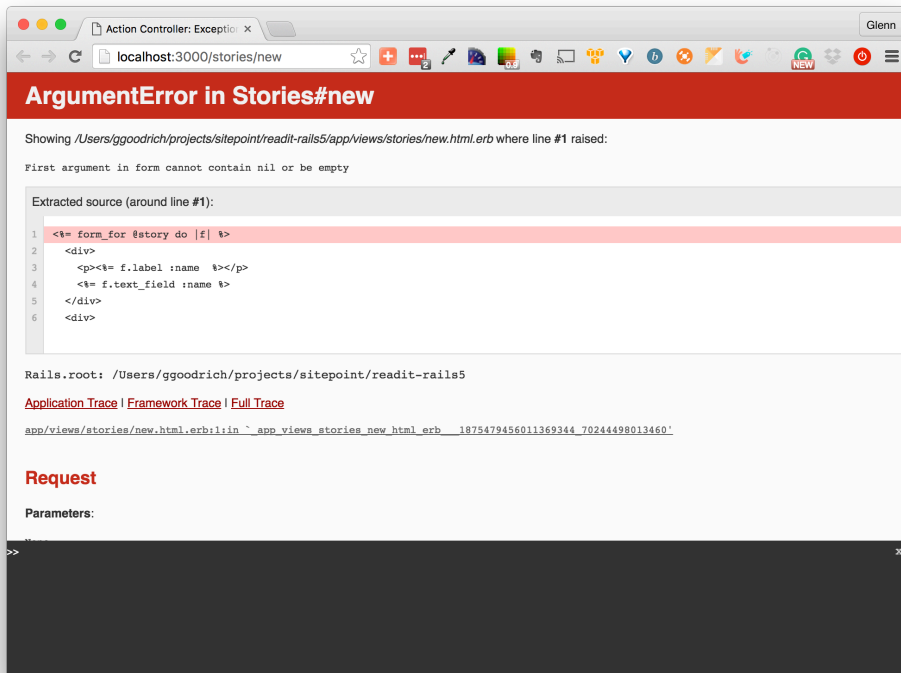 Action Controller: Exceptio
Glenn
localhost:3000/stories/new
2
0.9
b
NEW
ArgumentError in Stories#new
Showing /Users/ggoodrich/projects/sitepoint/readit-rails5/app/views/stories/new.html.erb where line #1 raised:
First argument in form cannot contain nil or be empty
Extracted source (around line #1):
1 <%= form_for @story do |f| %>
2 <div>
3 <p><%= f.label :name  %></p>
4 <%= f.text_field :name %>
5 </div>
6 <div>
Rails.root: /Users/ggoodrich/projects/sitepoint/readit-rails5
Application Trace | Framework Trace | Full Trace
app/views/stories/new.html.erb:1:in `_app_views_stories_new_html_erb___1875479456011369344_70244498013460'
Request
Parameters:
>>
x